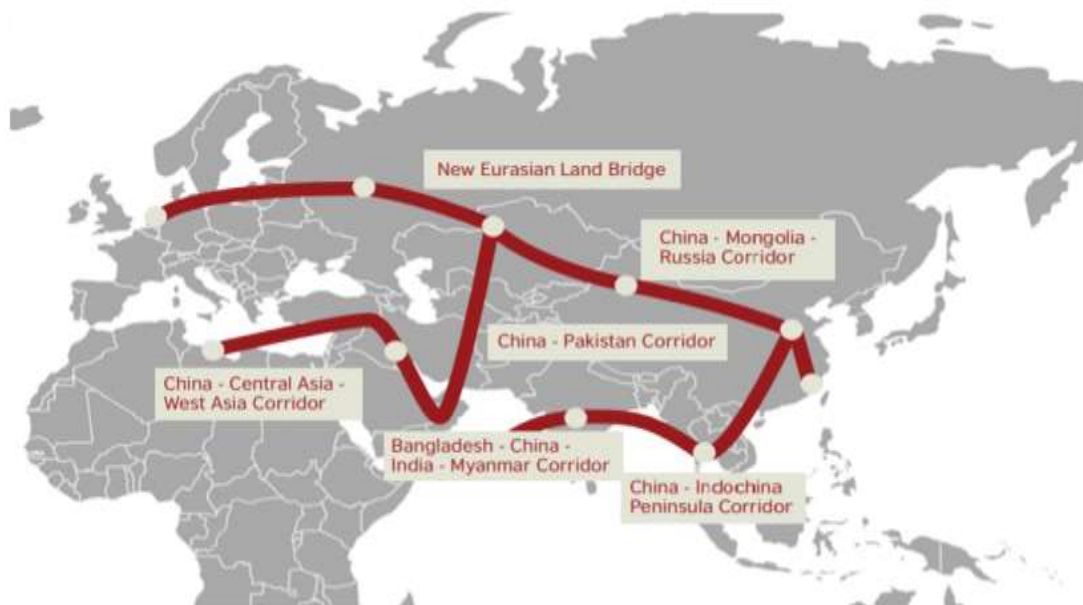 New Eurasian Land Bridge
China - Mongolia -
Russia Corridor
China - Pakistan Corridor
China - Central Asia -
West Asia Corridor
Bangladesh - China -
India - Myanmar Corridor
China - Indochina
Peninsula Corridor